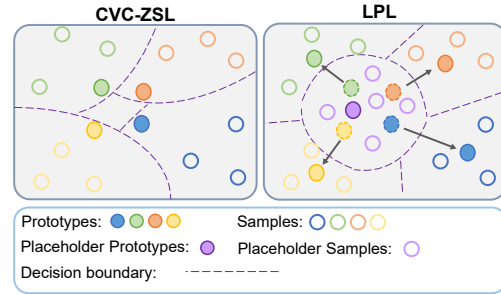 CVC-ZSL LPL
Prototypes: Samples:
Placeholder Prototypes: Placeholder Samples:
Decision boundary: